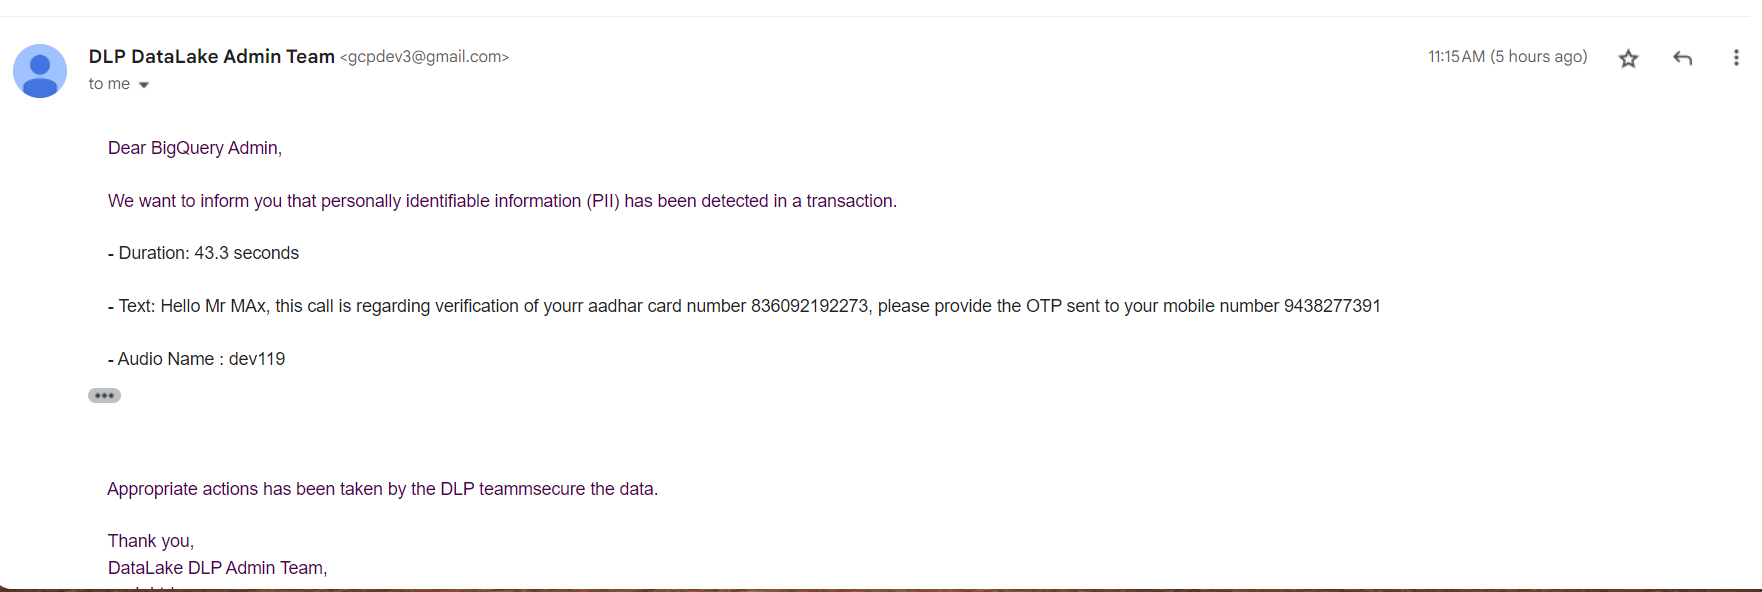 DLP DataLake Admin Team <gcpdev3@gmail.com>
11:15 AM (5 hours ago)
to me
Dear BigQuery Admin,
We want to inform you that personally identifiable information (PII) has been detected in a transaction.
- Duration: 43.3 seconds
- Text: Hello Mr MAx, this call is regarding verification of yourr aadhar card number 836092192273, please provide the OTP sent to your mobile number 9438277391
- Audio Name : dev119
Appropriate actions has been taken by the DLP teammsecure the data.
Thank you,
DataLake DLP Admin Team,